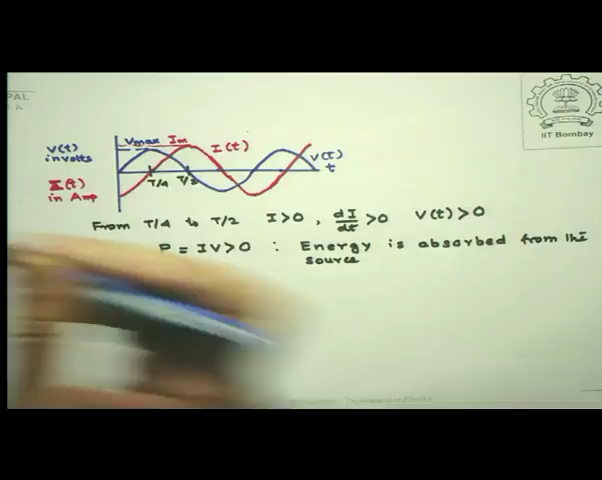 PAL
IIT Bombay
Vmax Im
I(t)
V(t)
in volts
V(t)
t
T/4 T/2
I(t)
in Amp
From T/4 to T/2 I>0 , dI/dt >0 V(t)>0
P = IV>0 : Energy is absorbed from the
source